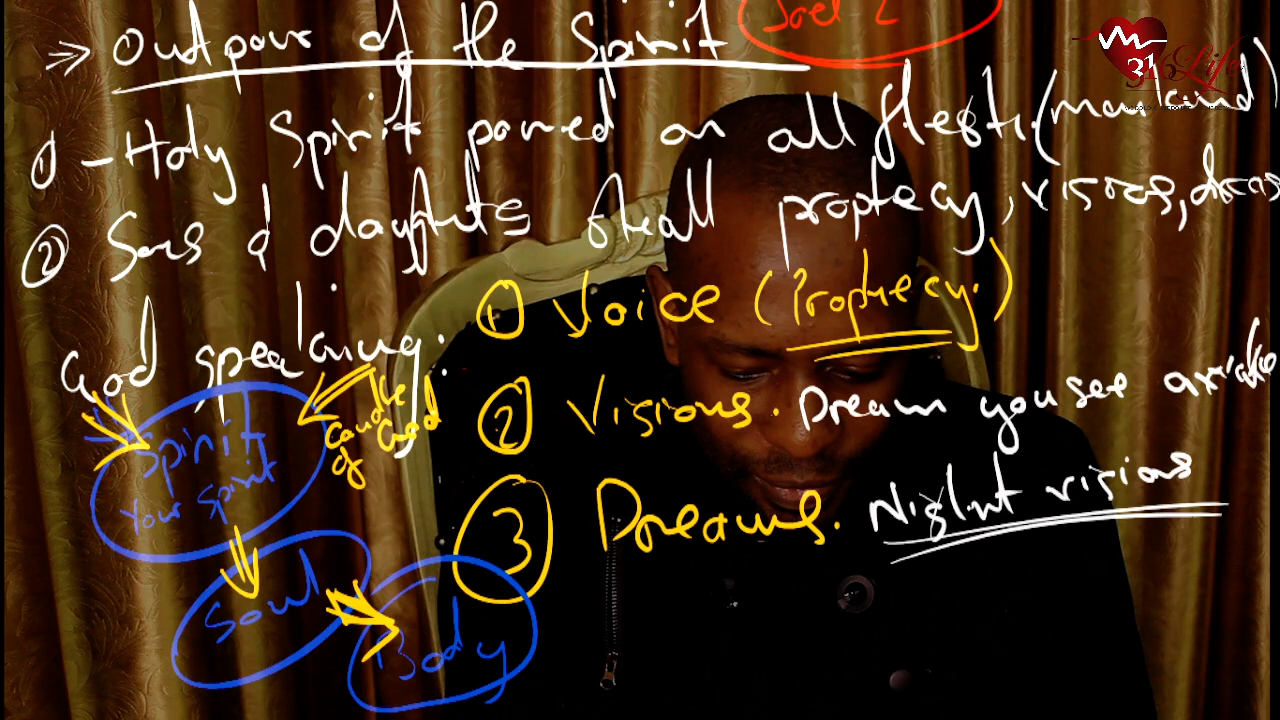 Joel 2
⇒ Outpour of the Spirit
① - Holy Spirit poured on all flesh. (mankind)
② Sons & daughters shall prophecy, visions,
God speaking:
① Voice (Prophecy.)
② Visions. Dream you see awake
③ Dreams. Night visions
Candle
of God
Spirit
Your spirit
Soul
Body
316 Life